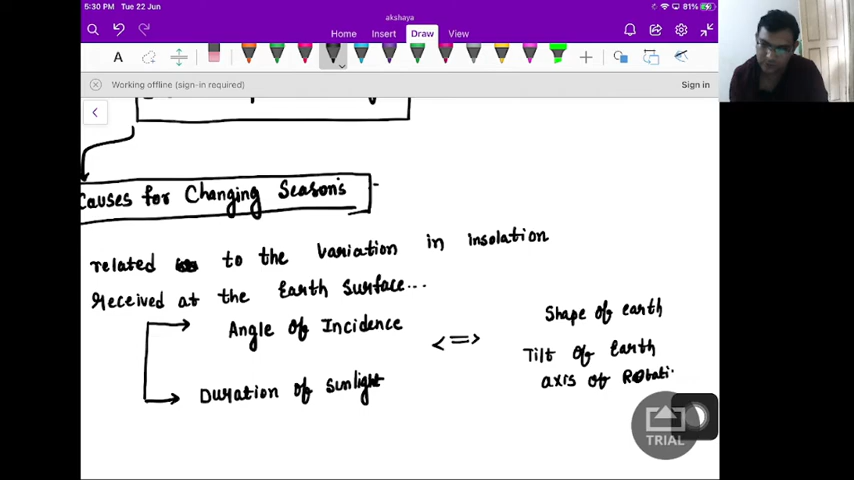 5:30 PM Tue 22 Jun
81%
akshaya
Home Insert Draw View
A
Working offline (sign-in required) Sign in
Causes for Changing Season's
related to the Variation in Insolation
received at the Earth Surface...
Angle of Incidence
Duration of Sunlight
<=>
Shape of earth
Tilt of Earth
axis of Rotati
TRIAL